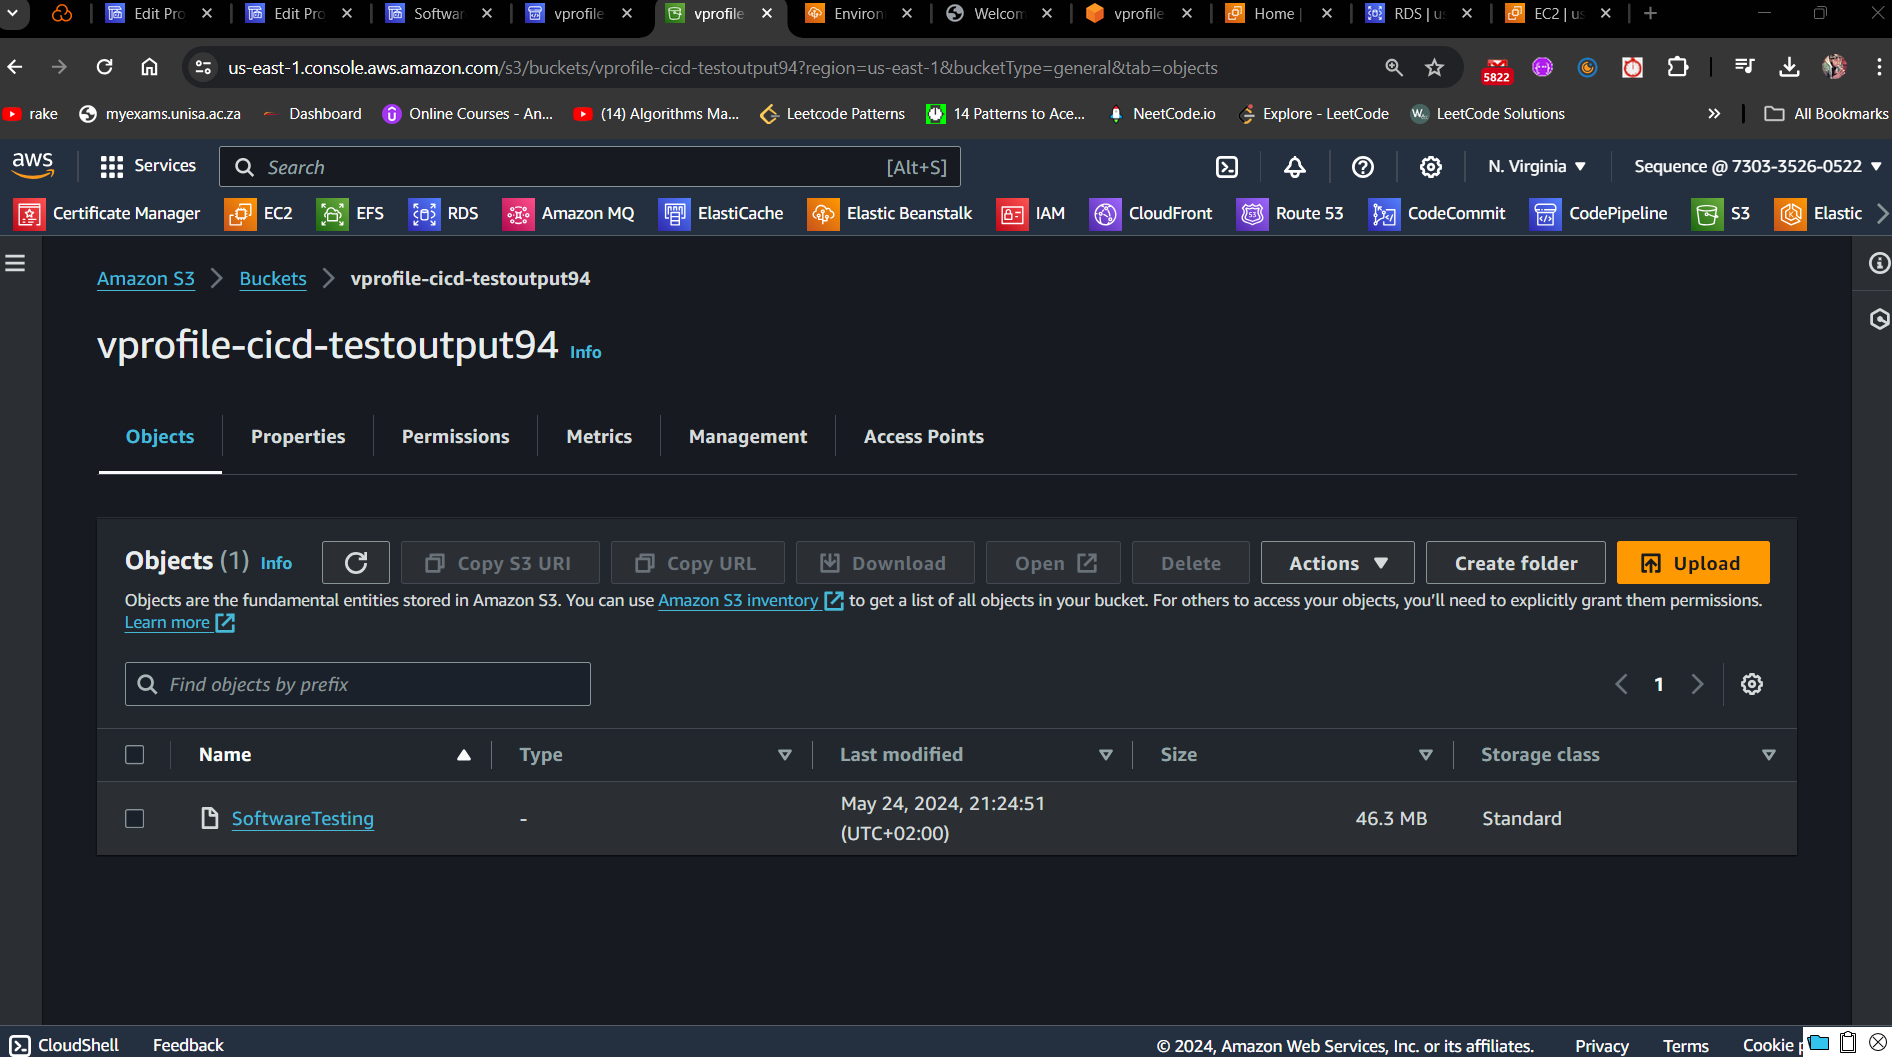 Edit Pro
Edit Pro
Softwar
vprofile
vprofile
Environ
Welcom
vprofile
Home |
RDS | us
EC2 | us
us-east-1.console.aws.amazon.com/s3/buckets/vprofile-cicd-testoutput94?region=us-east-1&bucketType=general&tab=objects
5822
rake
myexams.unisa.ac.za
Dashboard
Online Courses - An...
(14) Algorithms Ma...
Leetcode Patterns
14 Patterns to Ace...
NeetCode.io
Explore - LeetCode
LeetCode Solutions
All Bookmarks
aws
Services
Search
[Alt+S]
N. Virginia
Sequence @ 7303-3526-0522
Certificate Manager
EC2
EFS
RDS
Amazon MQ
ElastiCache
Elastic Beanstalk
IAM
CloudFront
Route 53
CodeCommit
CodePipeline
S3
Elastic
Amazon S3
Buckets
vprofile-cicd-testoutput94
vprofile-cicd-testoutput94 Info
Objects
Properties
Permissions
Metrics
Management
Access Points
Objects (1) Info
Copy S3 URI
Copy URL
Download
Open
Delete
Actions
Create folder
Upload
Objects are the fundamental entities stored in Amazon S3. You can use Amazon S3 inventory to get a list of all objects in your bucket. For others to access your objects, you'll need to explicitly grant them permissions.
Learn more
Find objects by prefix
1
Name
Type
Last modified
Size
Storage class
SoftwareTesting
-
May 24, 2024, 21:24:51
(UTC+02:00)
46.3 MB
Standard
CloudShell
Feedback
© 2024, Amazon Web Services, Inc. or its affiliates.
Privacy
Terms
Cookie p